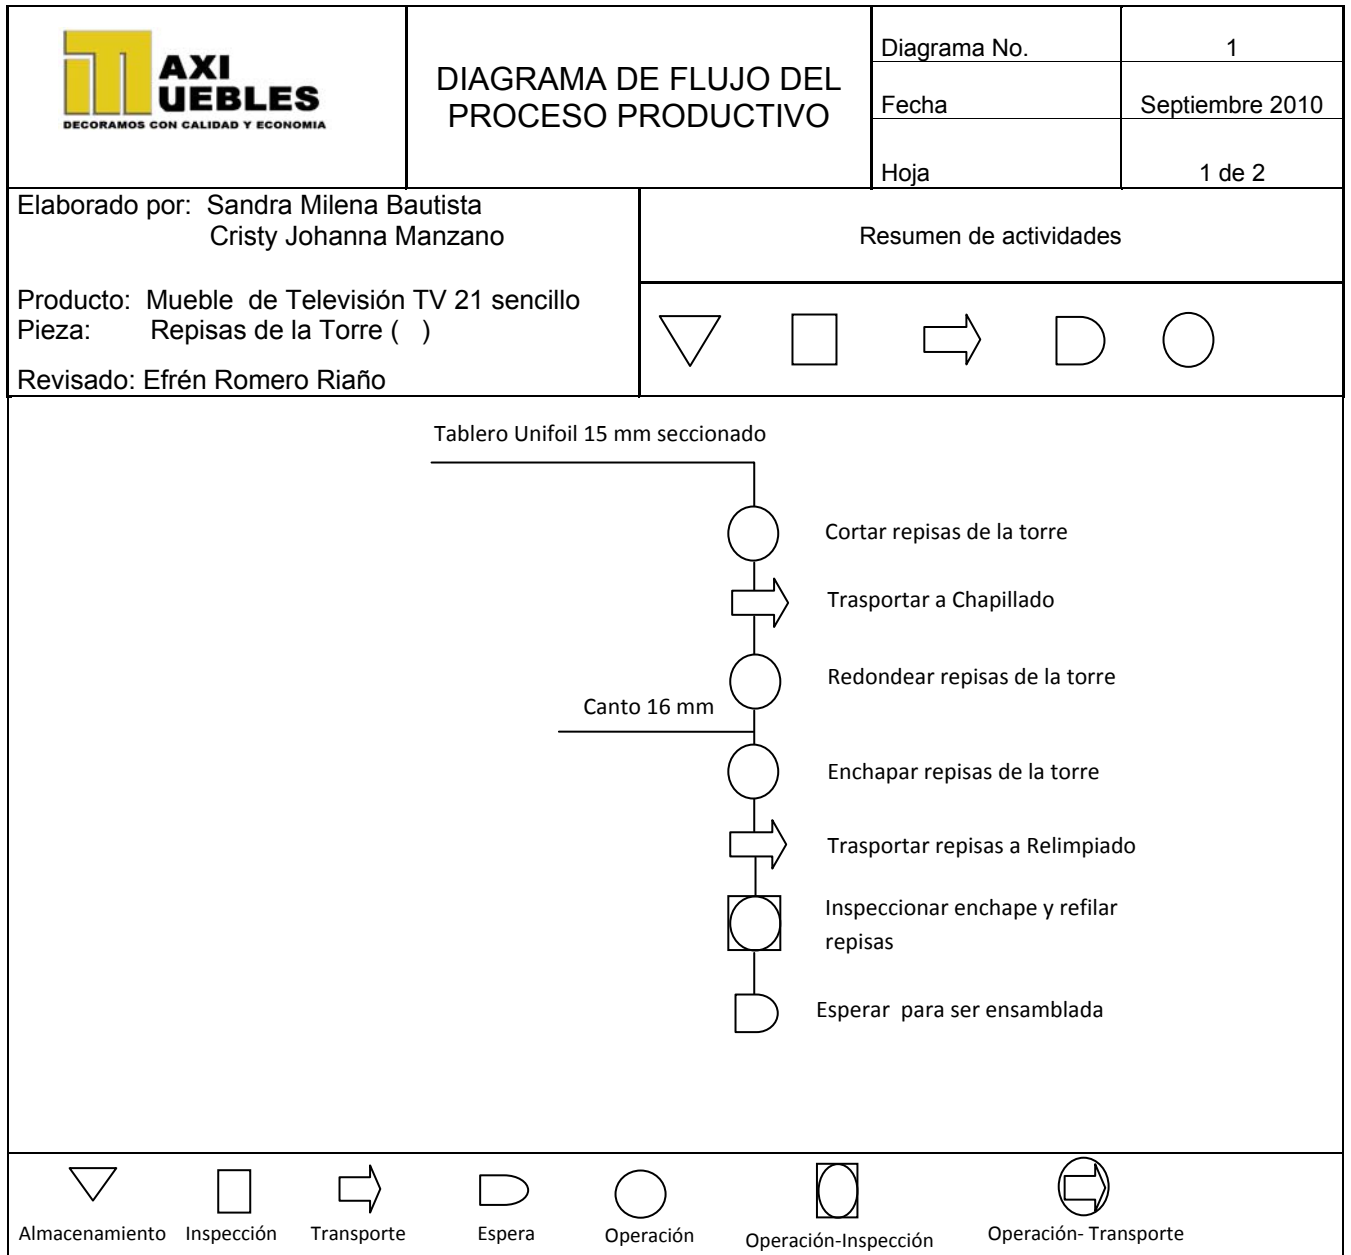 AXI
UEBLES
DECORAMOS CON CALIDAD Y ECONOMIA
DIAGRAMA DE FLUJO DEL
PROCESO PRODUCTIVO
Diagrama No. 1
Fecha Septiembre 2010
Hoja 1 de 2
Elaborado por: Sandra Milena Bautista
Cristy Johanna Manzano
Producto: Mueble de Televisión TV 21 sencillo
Pieza: Repisas de la Torre ( )
Revisado: Efrén Romero Riaño
Resumen de actividades
Tablero Unifoil 15 mm seccionado
Cortar repisas de la torre
Trasportar a Chapillado
Redondear repisas de la torre
Canto 16 mm
Enchapar repisas de la torre
Trasportar repisas a Relimpiado
Inspeccionar enchape y refilar
repisas
Esperar para ser ensamblada
Almacenamiento Inspección Transporte Espera Operación Operación-Inspección Operación- Transporte